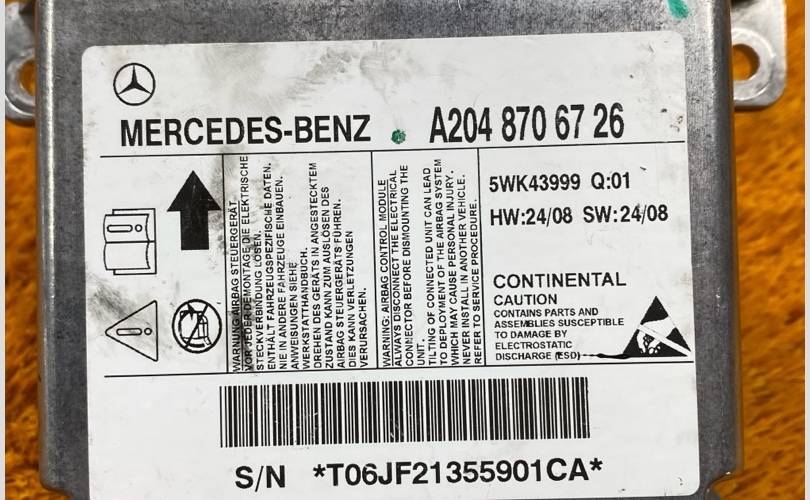 MERCEDES-BENZ A204 870 67 26
WARNUNG AIRBAG STEUERGERÄT.
VOR JEDER DEMONTAGE DIE ELEKTRISCHE
STECKVERBINDUNG LÖSEN.
ENTHÄLT FAHRZEUGSPEZIFISCHE DATEN.
NIE IN ANDERE FAHRZEUGE EINBAUEN.
ANWEISUNGEN SIEHE
WERKSTATTHANDBUCH.
DREHEN DES GERÄTS IN ANGESTECKTEM
ZUSTAND KANN ZUM AUSLÖSEN DES
AIRBAG STEUERGERÄTS FÜHREN.
DIES KANN VERLETZUNGEN
VERURSACHEN.
WARNING: AIRBAG CONTROL MODULE
ALWAYS DISCONNECT THE ELECTRICAL
CONNECTOR BEFORE DISMOUNTING THE
UNIT.
TILTING OF CONNECTED UNIT CAN LEAD
TO DEPLOYMENT OF THE AIRBAG SYSTEM
WHICH MAY CAUSE PERSONAL INJURY.
NEVER INSTALL IN ANOTHER VEHICLE.
REFER TO SERVICE PROCEDURE.
5WK43999 Q:01
HW:24/08 SW:24/08
CONTINENTAL
CAUTION
CONTAINS PARTS AND
ASSEMBLIES SUSCEPTIBLE
TO DAMAGE BY
ELECTROSTATIC
DISCHARGE (ESD)
S/N *T06JF21355901CA*